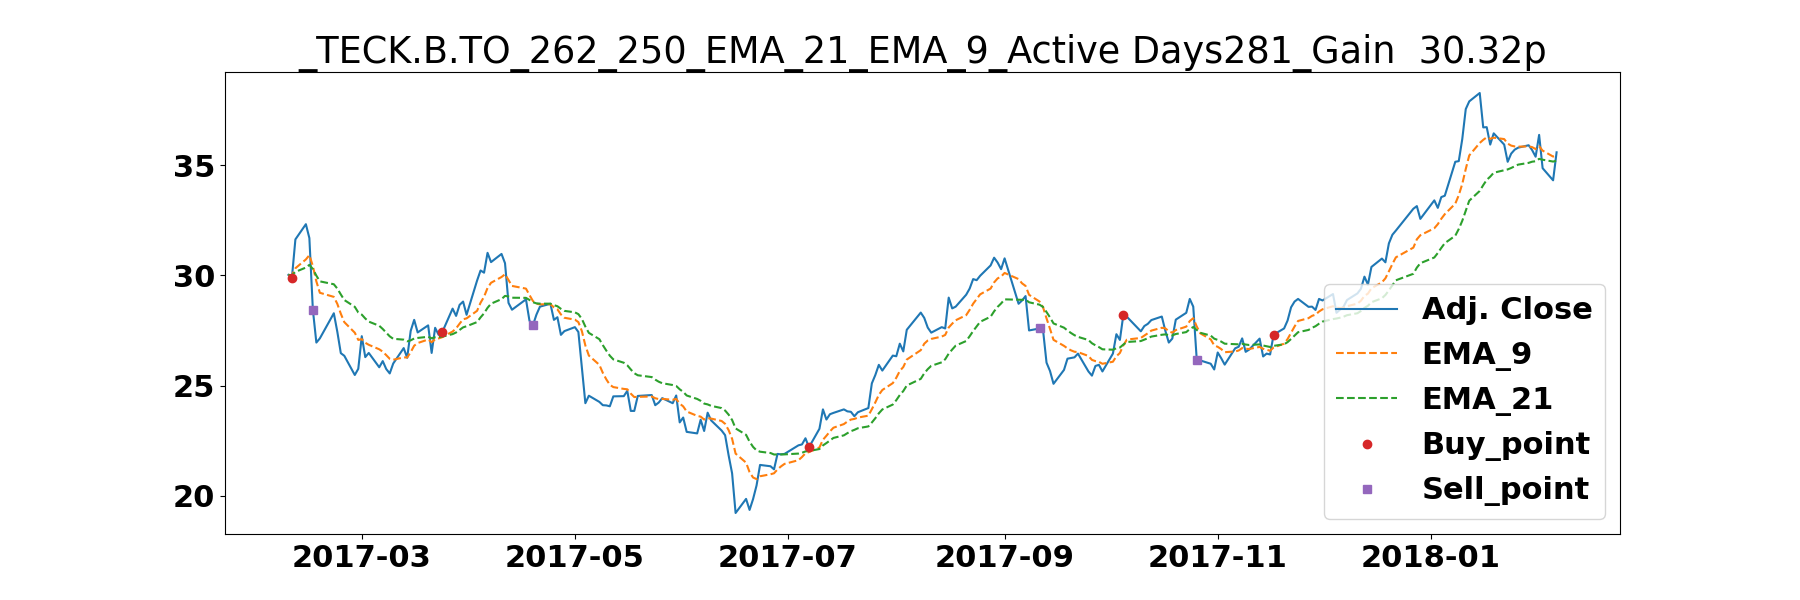 _TECK.B.TO_262_250_EMA_21_EMA_9_Active Days281_Gain  30.32p
35
30
25
20
2017-03 2017-05 2017-07 2017-09 2017-11 2018-01
Adj. Close
EMA_9
EMA_21
Buy_point
Sell_point